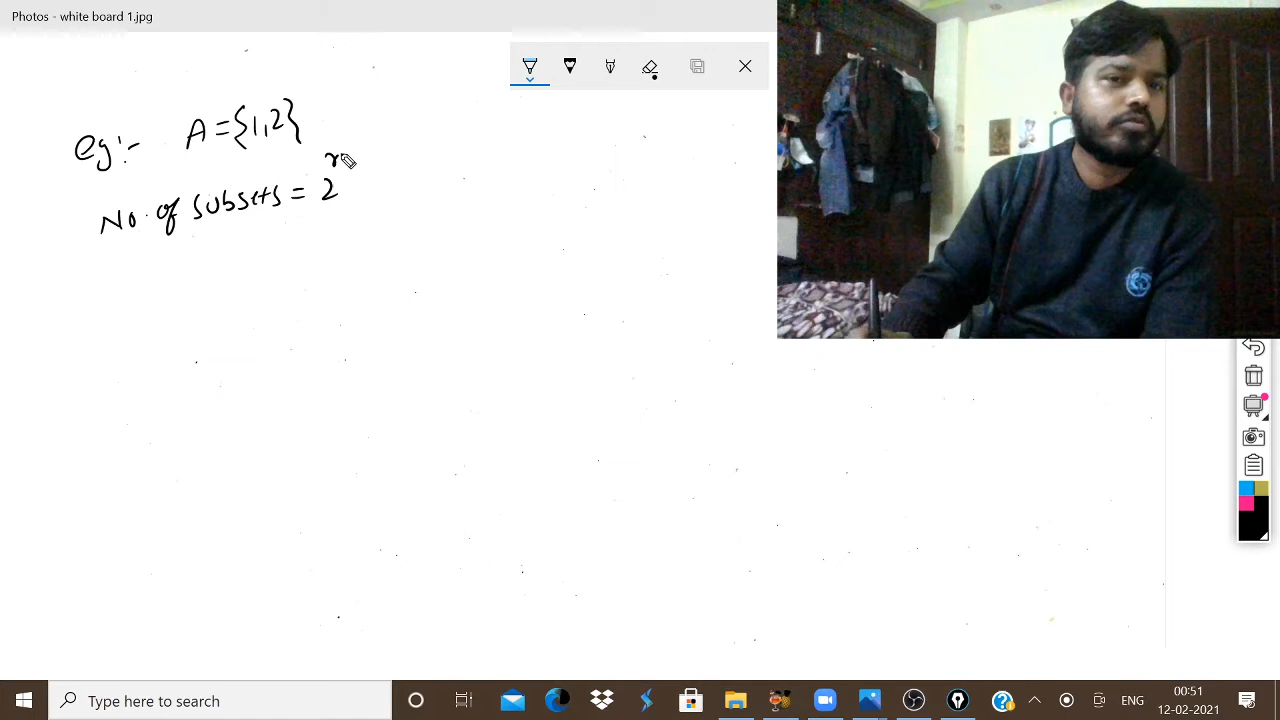 Photos - white board 1.jpg
eg:- A = {1,2}
No. of subsets = 2ⁿ
Type here to search
ENG
00:51
12-02-2021